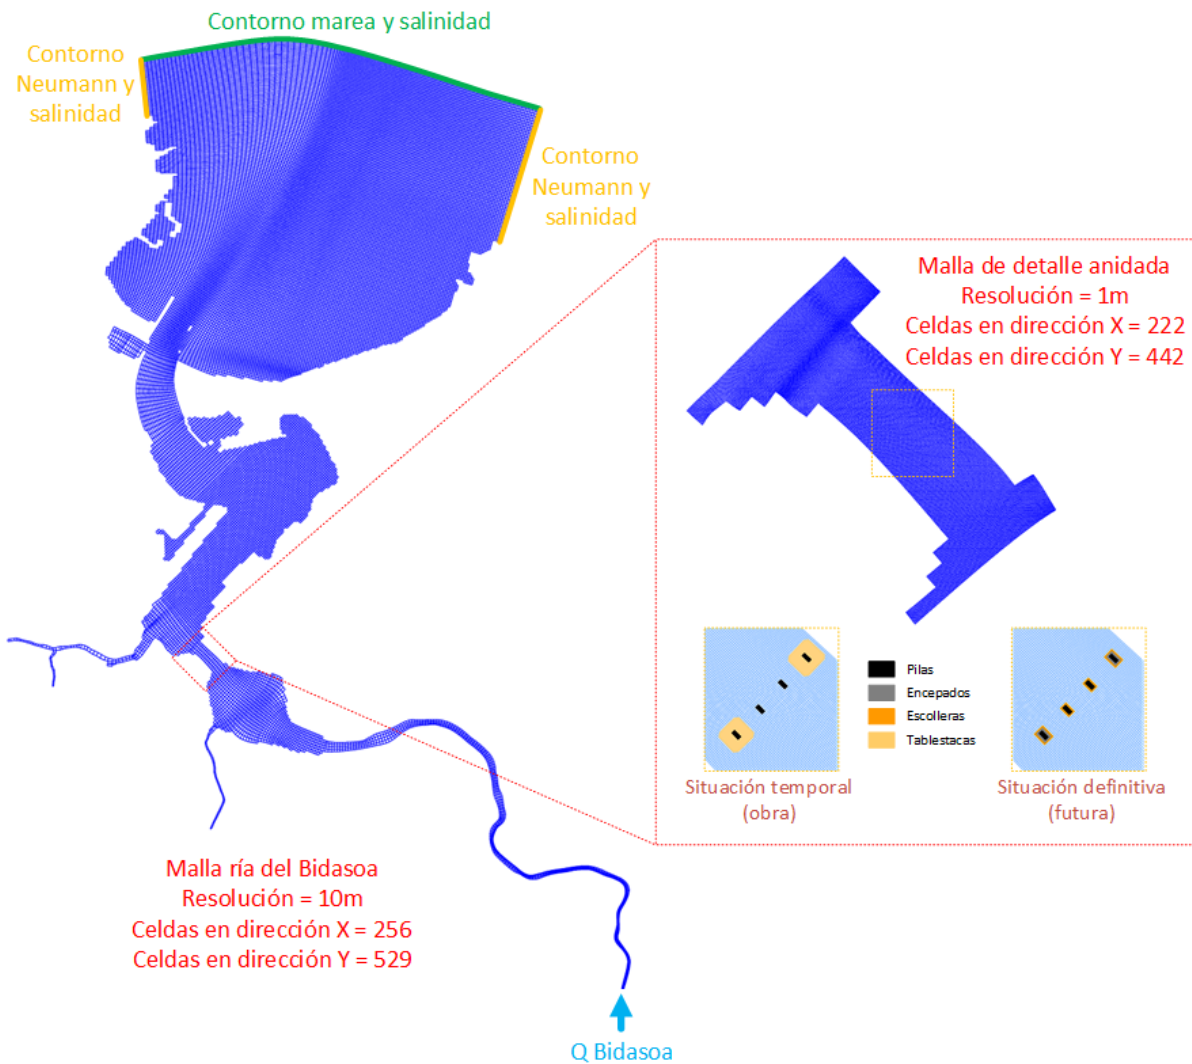 Contorno marea y salinidad
Contorno
Neumann y
salinidad
Contorno
Neumann y
salinidad
Malla de detalle anidada
Resolución = 1m
Celdas en dirección X = 222
Celdas en dirección Y = 442
Pilas
Encepados
Escolleras
Tablestacas
Situación temporal
(obra)
Situación definitiva
(futura)
Malla ría del Bidasoa
Resolución = 10m
Celdas en dirección X = 256
Celdas en dirección Y = 529
Q Bidasoa